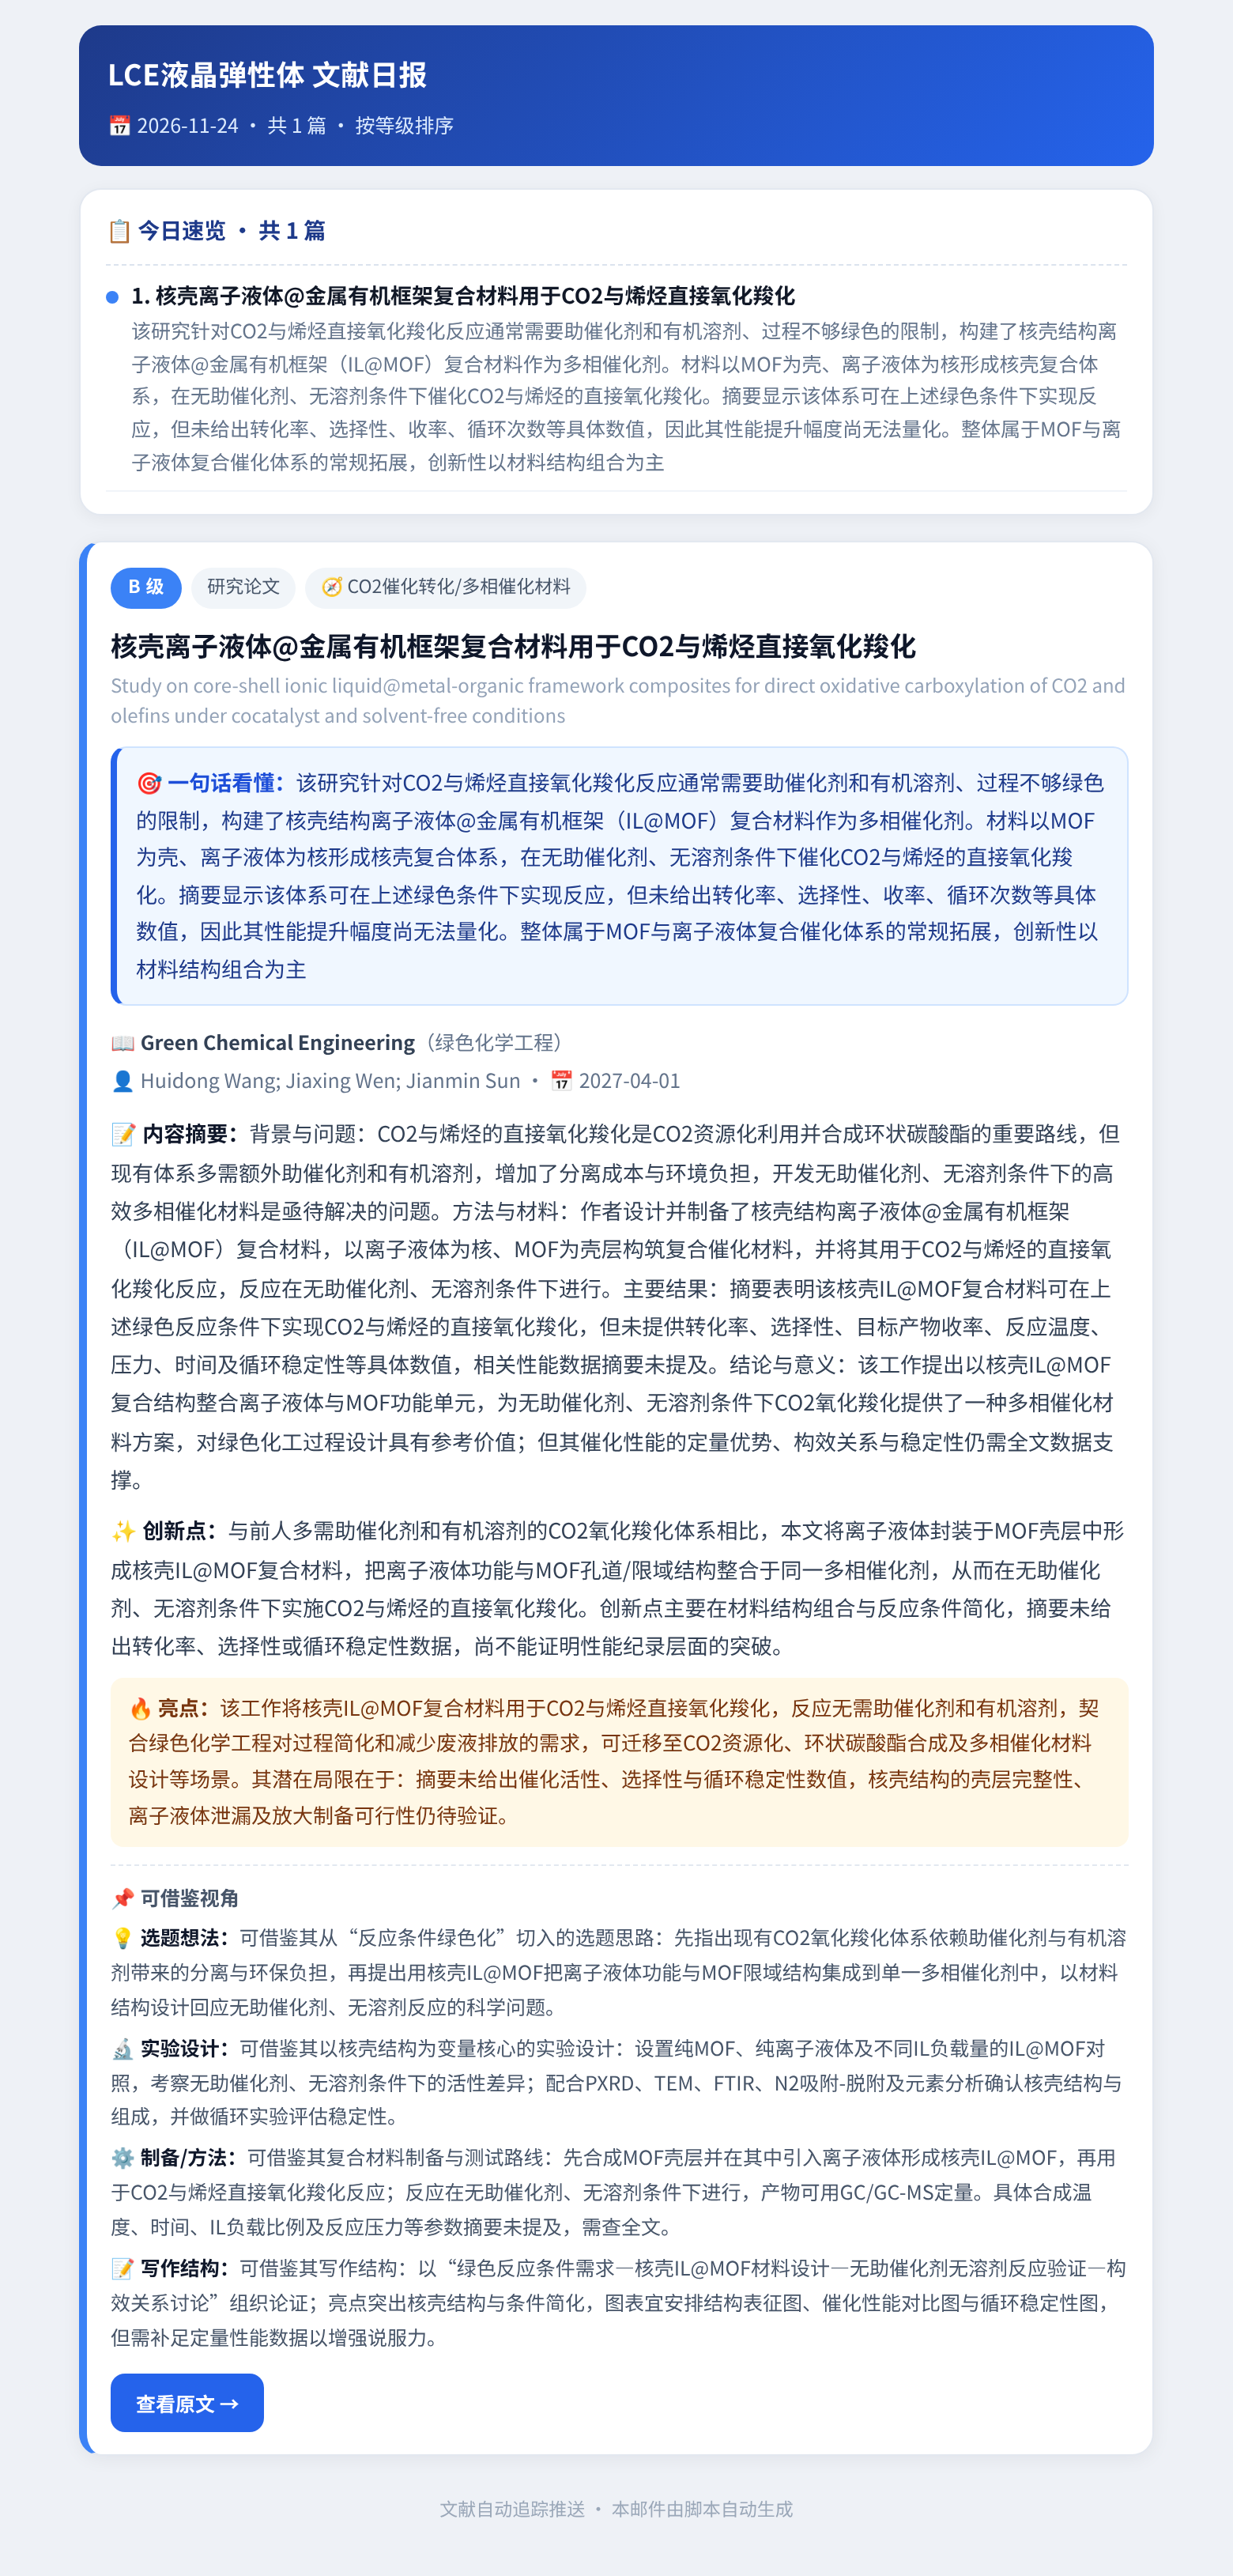 LCE液晶弹性体 文献日报
📅 2026-11-24 · 共 1 篇 · 按等级排序
📋 今日速览 · 共 1 篇
1. 核壳离子液体@金属有机框架复合材料用于CO2与烯烃直接氧化羧化
该研究针对CO2与烯烃直接氧化羧化反应通常需要助催化剂和有机溶剂、过程不够绿色的限制，构建了核壳结构离
子液体@金属有机框架（IL@MOF）复合材料作为多相催化剂。材料以MOF为壳、离子液体为核形成核壳复合体
系，在无助催化剂、无溶剂条件下催化CO2与烯烃的直接氧化羧化。摘要显示该体系可在上述绿色条件下实现反
应，但未给出转化率、选择性、收率、循环次数等具体数值，因此其性能提升幅度尚无法量化。整体属于MOF与离
子液体复合催化体系的常规拓展，创新性以材料结构组合为主
B 级 研究论文 🧭 CO2催化转化/多相催化材料
核壳离子液体@金属有机框架复合材料用于CO2与烯烃直接氧化羧化
Study on core-shell ionic liquid@metal-organic framework composites for direct oxidative carboxylation of CO2 and
olefins under cocatalyst and solvent-free conditions
🎯 一句话看懂：该研究针对CO2与烯烃直接氧化羧化反应通常需要助催化剂和有机溶剂、过程不够绿色
的限制，构建了核壳结构离子液体@金属有机框架（IL@MOF）复合材料作为多相催化剂。材料以MOF
为壳、离子液体为核形成核壳复合体系，在无助催化剂、无溶剂条件下催化CO2与烯烃的直接氧化羧
化。摘要显示该体系可在上述绿色条件下实现反应，但未给出转化率、选择性、收率、循环次数等具体
数值，因此其性能提升幅度尚无法量化。整体属于MOF与离子液体复合催化体系的常规拓展，创新性以
材料结构组合为主
📖 Green Chemical Engineering（绿色化学工程）
👤 Huidong Wang; Jiaxing Wen; Jianmin Sun · 📅 2027-04-01
📝 内容摘要：背景与问题：CO2与烯烃的直接氧化羧化是CO2资源化利用并合成环状碳酸酯的重要路线，但
现有体系多需额外助催化剂和有机溶剂，增加了分离成本与环境负担，开发无助催化剂、无溶剂条件下的高
效多相催化材料是亟待解决的问题。方法与材料：作者设计并制备了核壳结构离子液体@金属有机框架
（IL@MOF）复合材料，以离子液体为核、MOF为壳层构筑复合催化材料，并将其用于CO2与烯烃的直接氧
化羧化反应，反应在无助催化剂、无溶剂条件下进行。主要结果：摘要表明该核壳IL@MOF复合材料可在上
述绿色反应条件下实现CO2与烯烃的直接氧化羧化，但未提供转化率、选择性、目标产物收率、反应温度、
压力、时间及循环稳定性等具体数值，相关性能数据摘要未提及。结论与意义：该工作提出以核壳IL@MOF
复合结构整合离子液体与MOF功能单元，为无助催化剂、无溶剂条件下CO2氧化羧化提供了一种多相催化材
料方案，对绿色化工过程设计具有参考价值；但其催化性能的定量优势、构效关系与稳定性仍需全文数据支
撑。
✨ 创新点：与前人多需助催化剂和有机溶剂的CO2氧化羧化体系相比，本文将离子液体封装于MOF壳层中形
成核壳IL@MOF复合材料，把离子液体功能与MOF孔道/限域结构整合于同一多相催化剂，从而在无助催化
剂、无溶剂条件下实施CO2与烯烃的直接氧化羧化。创新点主要在材料结构组合与反应条件简化，摘要未给
出转化率、选择性或循环稳定性数据，尚不能证明性能纪录层面的突破。
🔥 亮点：该工作将核壳IL@MOF复合材料用于CO2与烯烃直接氧化羧化，反应无需助催化剂和有机溶剂，契
合绿色化学工程对过程简化和减少废液排放的需求，可迁移至CO2资源化、环状碳酸酯合成及多相催化材料
设计等场景。其潜在局限在于：摘要未给出催化活性、选择性与循环稳定性数值，核壳结构的壳层完整性、
离子液体泄漏及放大制备可行性仍待验证。
📌 可借鉴视角
💡 选题想法：可借鉴其从“反应条件绿色化”切入的选题思路：先指出现有CO2氧化羧化体系依赖助催化剂与有机溶
剂带来的分离与环保负担，再提出用核壳IL@MOF把离子液体功能与MOF限域结构集成到单一多相催化剂中，以材料
结构设计回应无助催化剂、无溶剂反应的科学问题。
🔬 实验设计：可借鉴其以核壳结构为变量核心的实验设计：设置纯MOF、纯离子液体及不同IL负载量的IL@MOF对
照，考察无助催化剂、无溶剂条件下的活性差异；配合PXRD、TEM、FTIR、N2吸附-脱附及元素分析确认核壳结构与
组成，并做循环实验评估稳定性。
⚙️ 制备/方法：可借鉴其复合材料制备与测试路线：先合成MOF壳层并在其中引入离子液体形成核壳IL@MOF，再用
于CO2与烯烃直接氧化羧化反应；反应在无助催化剂、无溶剂条件下进行，产物可用GC/GC-MS定量。具体合成温
度、时间、IL负载比例及反应压力等参数摘要未提及，需查全文。
📝 写作结构：可借鉴其写作结构：以“绿色反应条件需求—核壳IL@MOF材料设计—无助催化剂无溶剂反应验证—构
效关系讨论”组织论证；亮点突出核壳结构与条件简化，图表宜安排结构表征图、催化性能对比图与循环稳定性图，
但需补足定量性能数据以增强说服力。
查看原文 →
文献自动追踪推送 · 本邮件由脚本自动生成